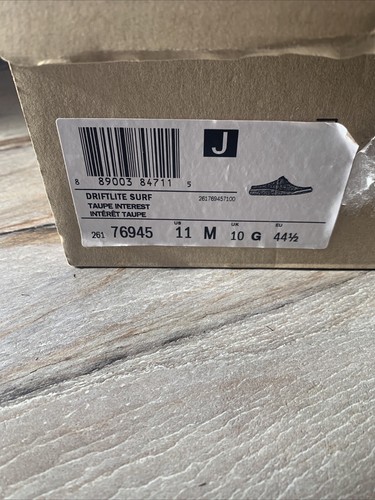 J
8 89003 84711 5
DRIFTLITE SURF
261769457100
TAUPE INTEREST
INTÉRÊT TAUPE
US UK EU
261 76945 11 M 10 G 44½